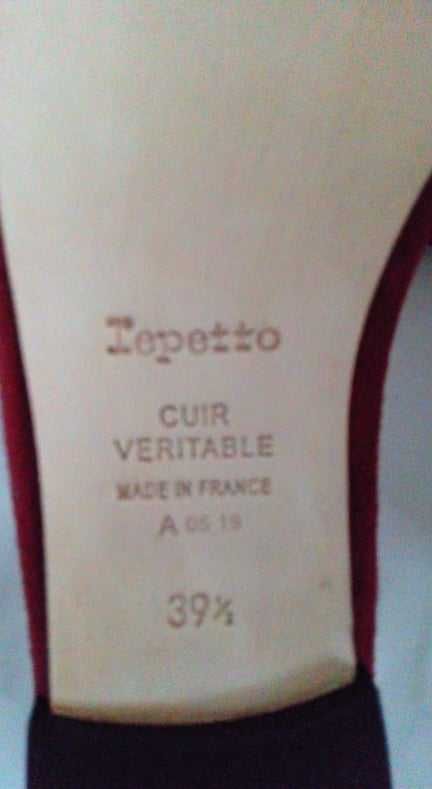 repetto
CUIR
VERITABLE
MADE IN FRANCE
A 05 19
39½